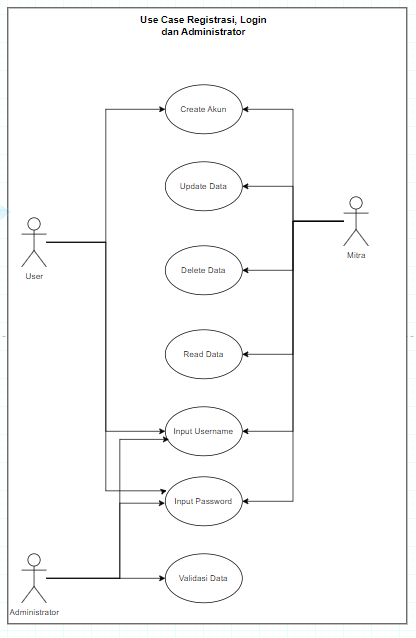 Use Case Registrasi, Login
dan Administrator
Create Akun
Update Data
Mitra
Delete Data
User
Read Data
Input Username
Input Password
Validasi Data
Administrator